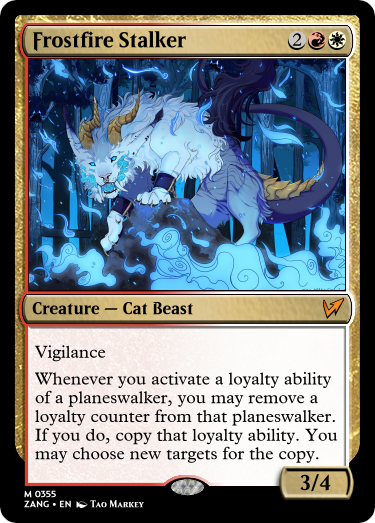 Frostfire Stalker 2
Creature — Cat Beast
Vigilance
Whenever you activate a loyalty ability
of a planeswalker, you may remove a
loyalty counter from that planeswalker.
If you do, copy that loyalty ability. You
may choose new targets for the copy.
3/4
M 0355
ZANG • EN Tao Markey